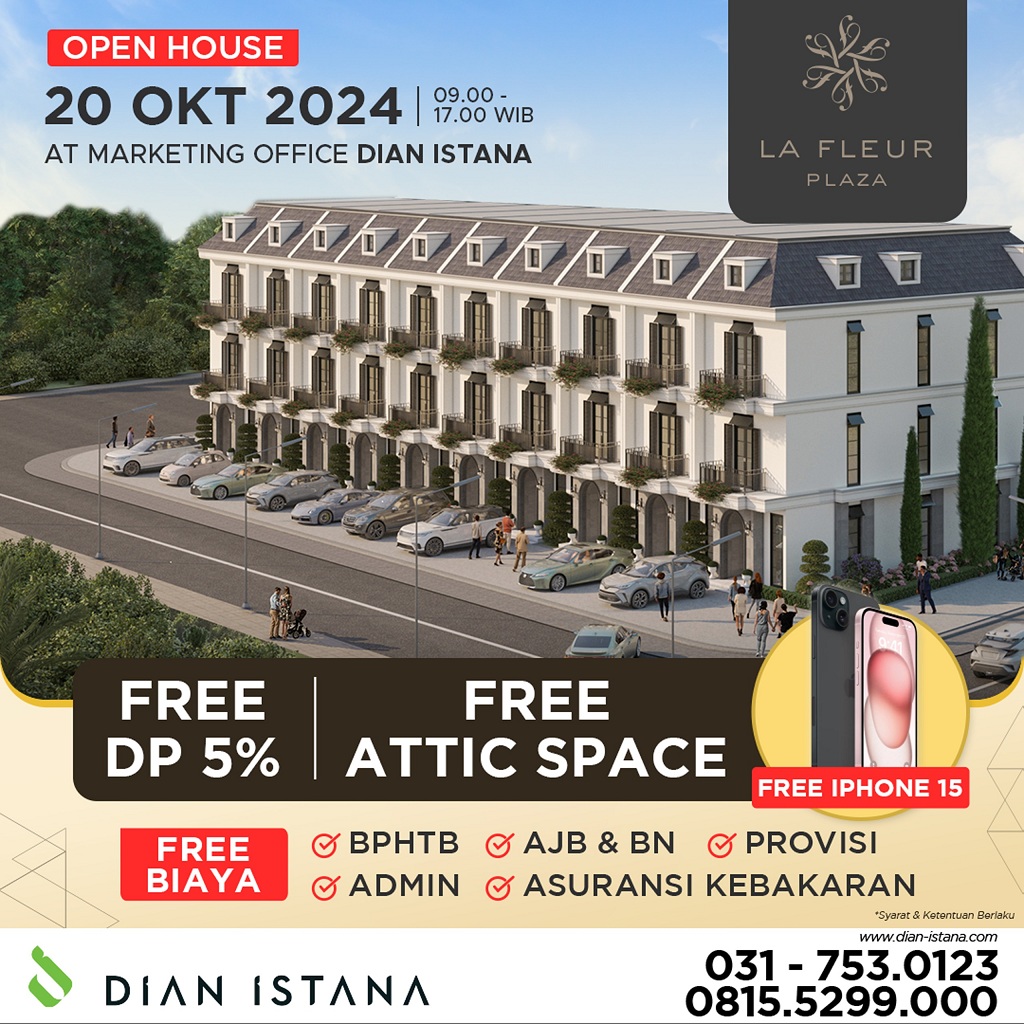 OPEN HOUSE
20 OKT 2024
09.00 -
17.00 WIB
AT MARKETING OFFICE DIAN ISTANA
LA FLEUR
PLAZA
FREE
DP 5%
FREE
ATTIC SPACE
FREE IPHONE 15
FREE
BIAYA
BPHTB
AJB & BN
PROVISI
ADMIN
ASURANSI KEBAKARAN
*Syarat & Ketentuan Berlaku
www.dian-istana.com
DIAN ISTANA
031 - 753.0123
0815.5299.000